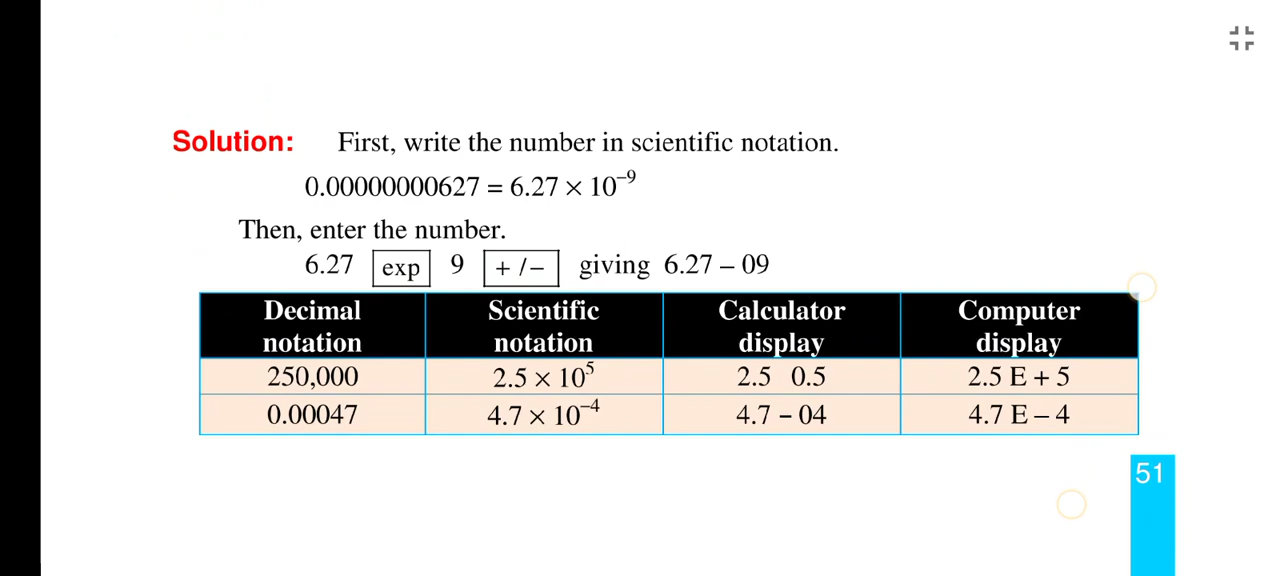 Solution: First, write the number in scientific notation.
0.00000000627 = 6.27 × 10⁻⁹
Then, enter the number.
6.27 exp 9 + /− giving 6.27 – 09
Decimal notation Scientific notation Calculator display Computer display
250,000 2.5 × 10⁵ 2.5 0.5 2.5 E + 5
0.00047 4.7 × 10⁻⁴ 4.7 – 04 4.7 E – 4
51